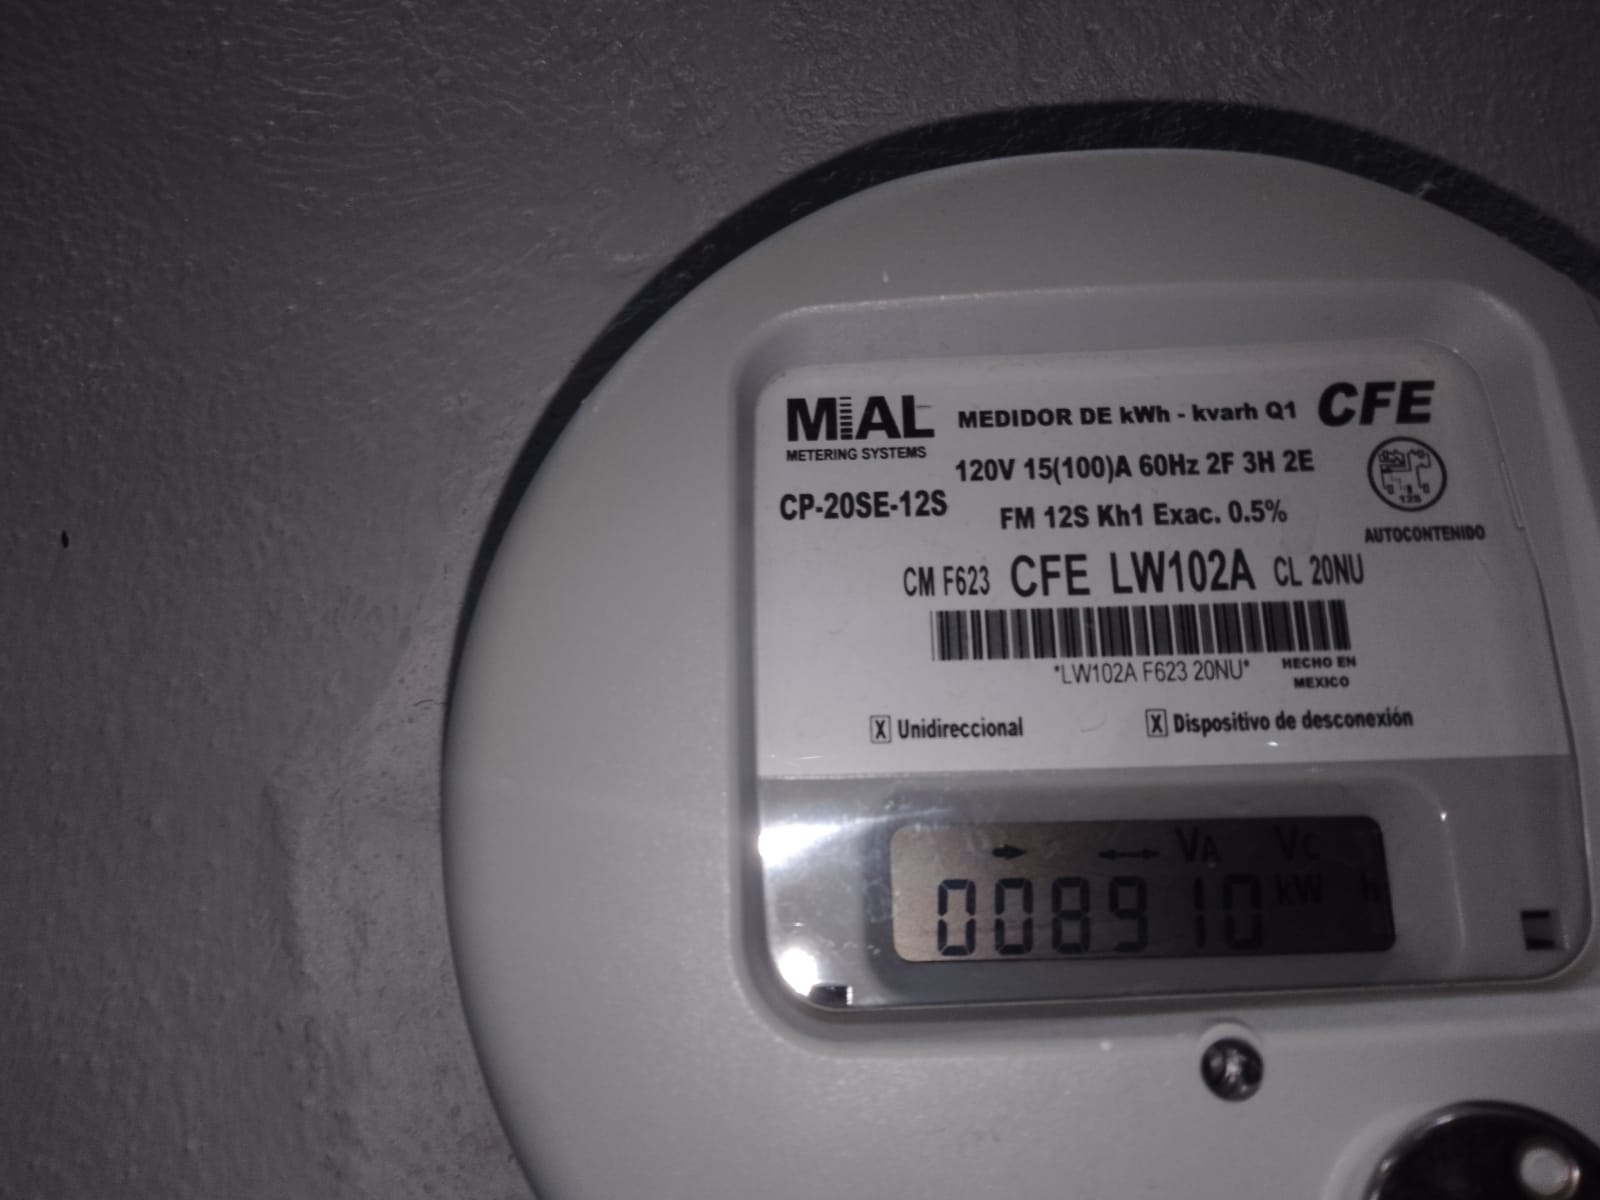 MIAL MEDIDOR DE kWh - kvarh Q1 CFE
METERING SYSTEMS
120V 15(100)A 60Hz 2F 3H 2E
CP-20SE-12S
FM 12S Kh1 Exac. 0.5%
12S
AUTOCONTENIDO
CM F623 CFE LW102A CL 20NU
*LW102A F623 20NU*
HECHO EN
MEXICO
X Unidireccional
X Dispositivo de desconexión
VA VC
008910 kW h